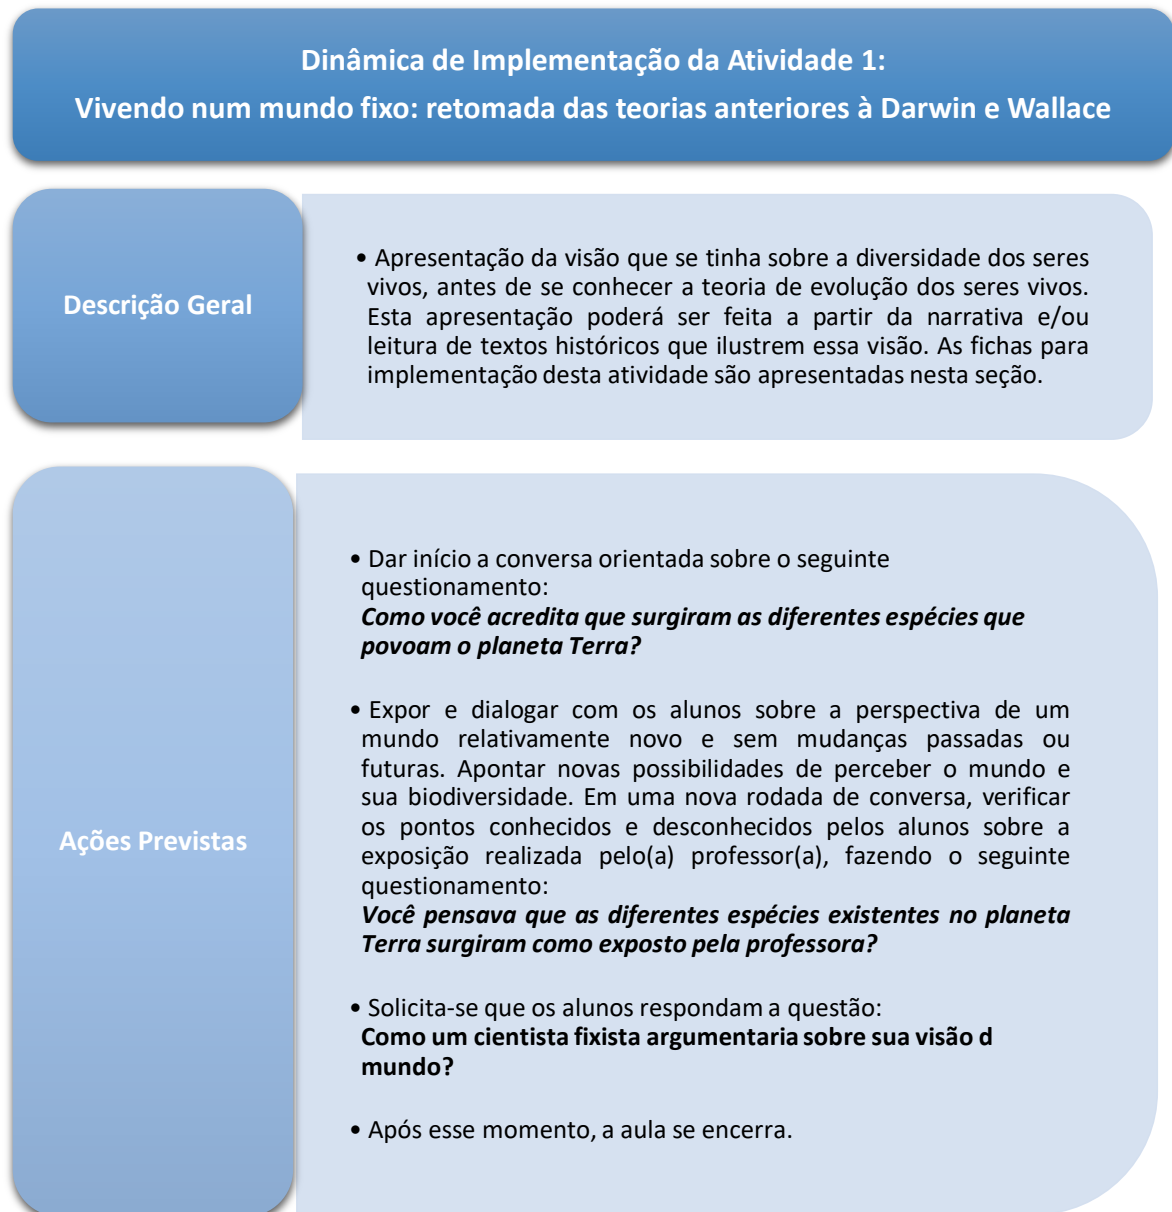 Dinâmica de Implementação da Atividade 1:
Vivendo num mundo fixo: retomada das teorias anteriores à Darwin e Wallace
Descrição Geral
• Apresentação da visão que se tinha sobre a diversidade dos seres
vivos, antes de se conhecer a teoria de evolução dos seres vivos.
Esta apresentação poderá ser feita a partir da narrativa e/ou
leitura de textos históricos que ilustrem essa visão. As fichas para
implementação desta atividade são apresentadas nesta seção.
Ações Previstas
• Dar início a conversa orientada sobre o seguinte
questionamento:
Como você acredita que surgiram as diferentes espécies que
povoam o planeta Terra?
• Expor e dialogar com os alunos sobre a perspectiva de um
mundo relativamente novo e sem mudanças passadas ou
futuras. Apontar novas possibilidades de perceber o mundo e
sua biodiversidade. Em uma nova rodada de conversa, verificar
os pontos conhecidos e desconhecidos pelos alunos sobre a
exposição realizada pelo(a) professor(a), fazendo o seguinte
questionamento:
Você pensava que as diferentes espécies existentes no planeta
Terra surgiram como exposto pela professora?
• Solicita-se que os alunos respondam a questão:
Como um cientista fixista argumentaria sobre sua visão d
mundo?
• Após esse momento, a aula se encerra.